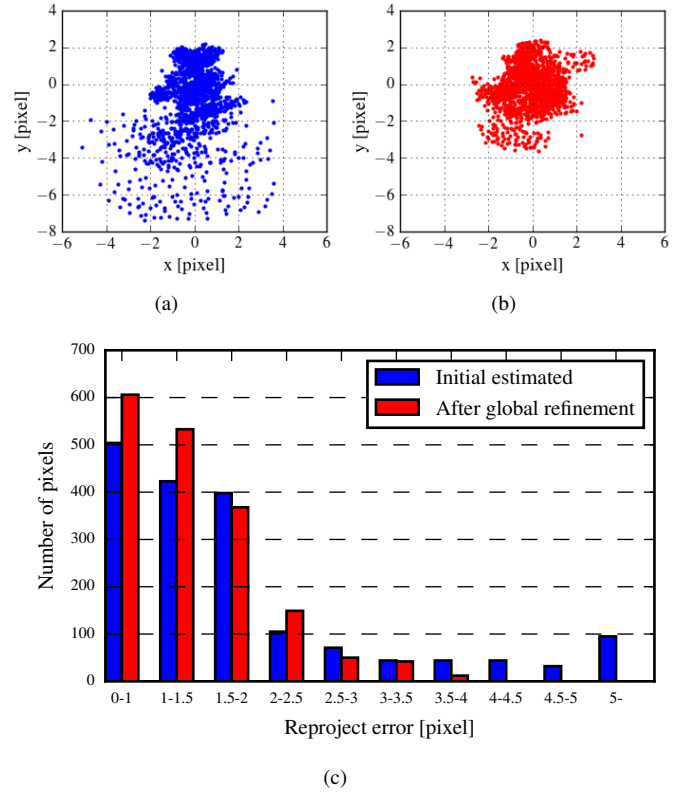 4
2
0
−2
−4
−6
−8
y [pixel]
−6 −4 −2 0 2 4 6
x [pixel]
(a)
4
2
0
−2
−4
−6
−8
y [pixel]
−6 −4 −2 0 2 4 6
x [pixel]
(b)
700
600
500
400
300
200
100
0
Number of pixels
Initial estimated
After global refinement
0-1 1-1.5 1.5-2 2-2.5 2.5-3 3-3.5 3.5-4 4-4.5 4.5-5 5-
Reproject error [pixel]
(c)